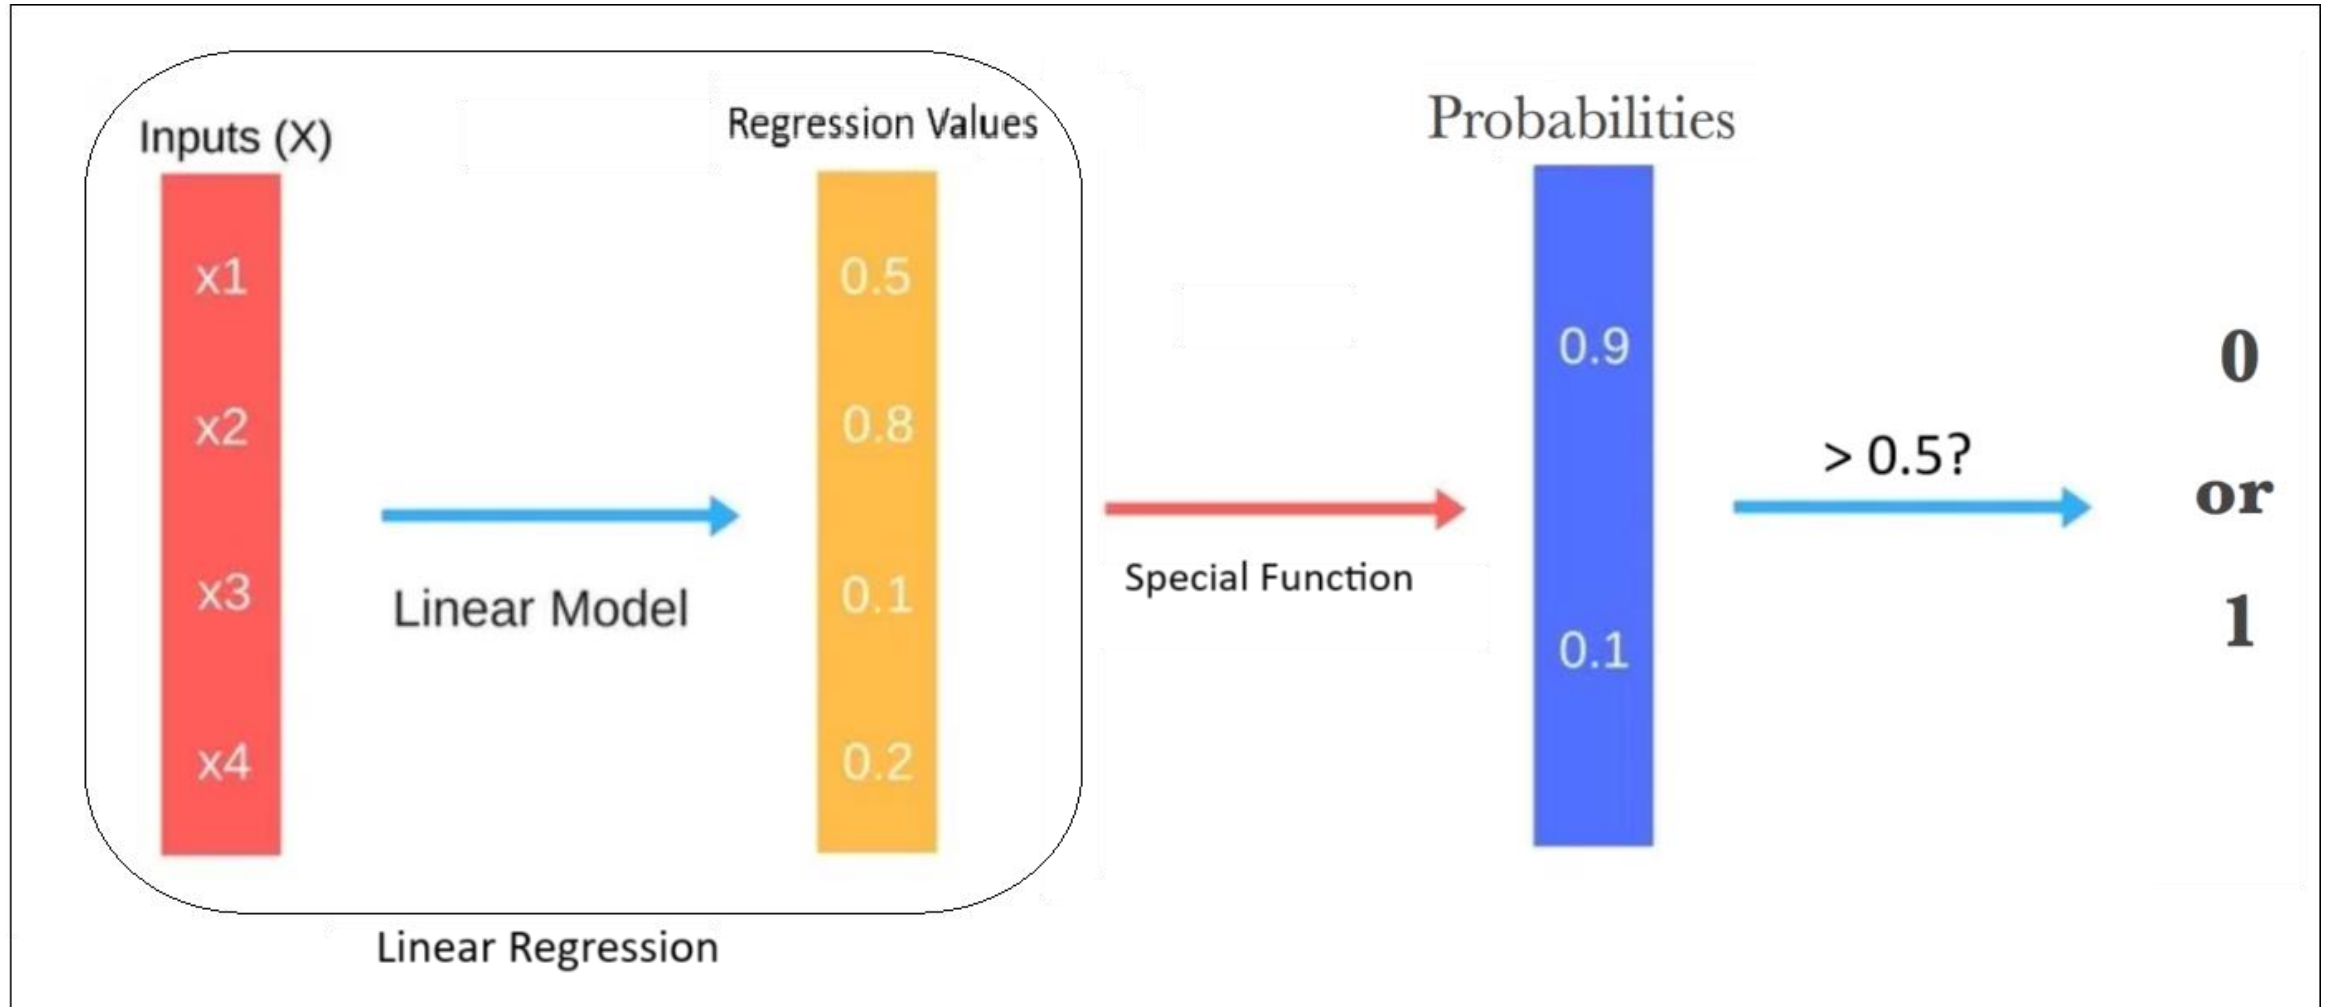 Inputs (X)
x1
x2
x3
x4
Linear Model
Regression Values
0.5
0.8
0.1
0.2
Linear Regression
Special Function
Probabilities
0.9
0.1
> 0.5?
0
or
1